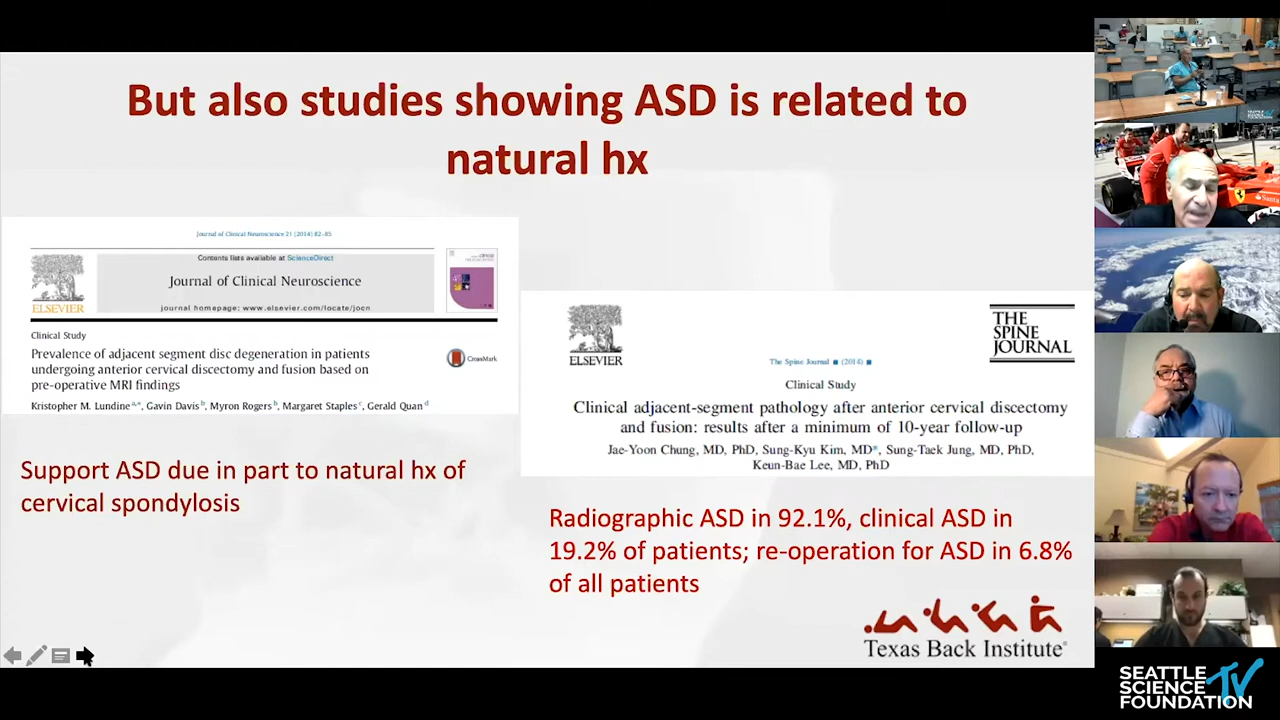 But also studies showing ASD is related to
natural hx
Journal of Clinical Neuroscience 21 (2014) 82–85
Contents lists available at ScienceDirect
Journal of Clinical Neuroscience
journal homepage: www.elsevier.com/locate/jocn
ELSEVIER
Clinical Study
Prevalence of adjacent segment disc degeneration in patients
undergoing anterior cervical discectomy and fusion based on
pre-operative MRI findings
CrossMark
Kristopher M. Lundine a,*, Gavin Davis b, Myron Rogers b, Margaret Staples c, Gerald Quan d
Support ASD due in part to natural hx of
cervical spondylosis
ELSEVIER
THE
SPINE
JOURNAL
The Spine Journal ■ (2014) ■
Clinical Study
Clinical adjacent-segment pathology after anterior cervical discectomy
and fusion: results after a minimum of 10-year follow-up
Jae-Yoon Chung, MD, PhD, Sung-Kyu Kim, MD*, Sung-Taek Jung, MD, PhD,
Keun-Bae Lee, MD, PhD
Radiographic ASD in 92.1%, clinical ASD in
19.2% of patients; re-operation for ASD in 6.8%
of all patients
Texas Back Institute®
SEATTLE
SCIENCE
FOUNDATION
TV